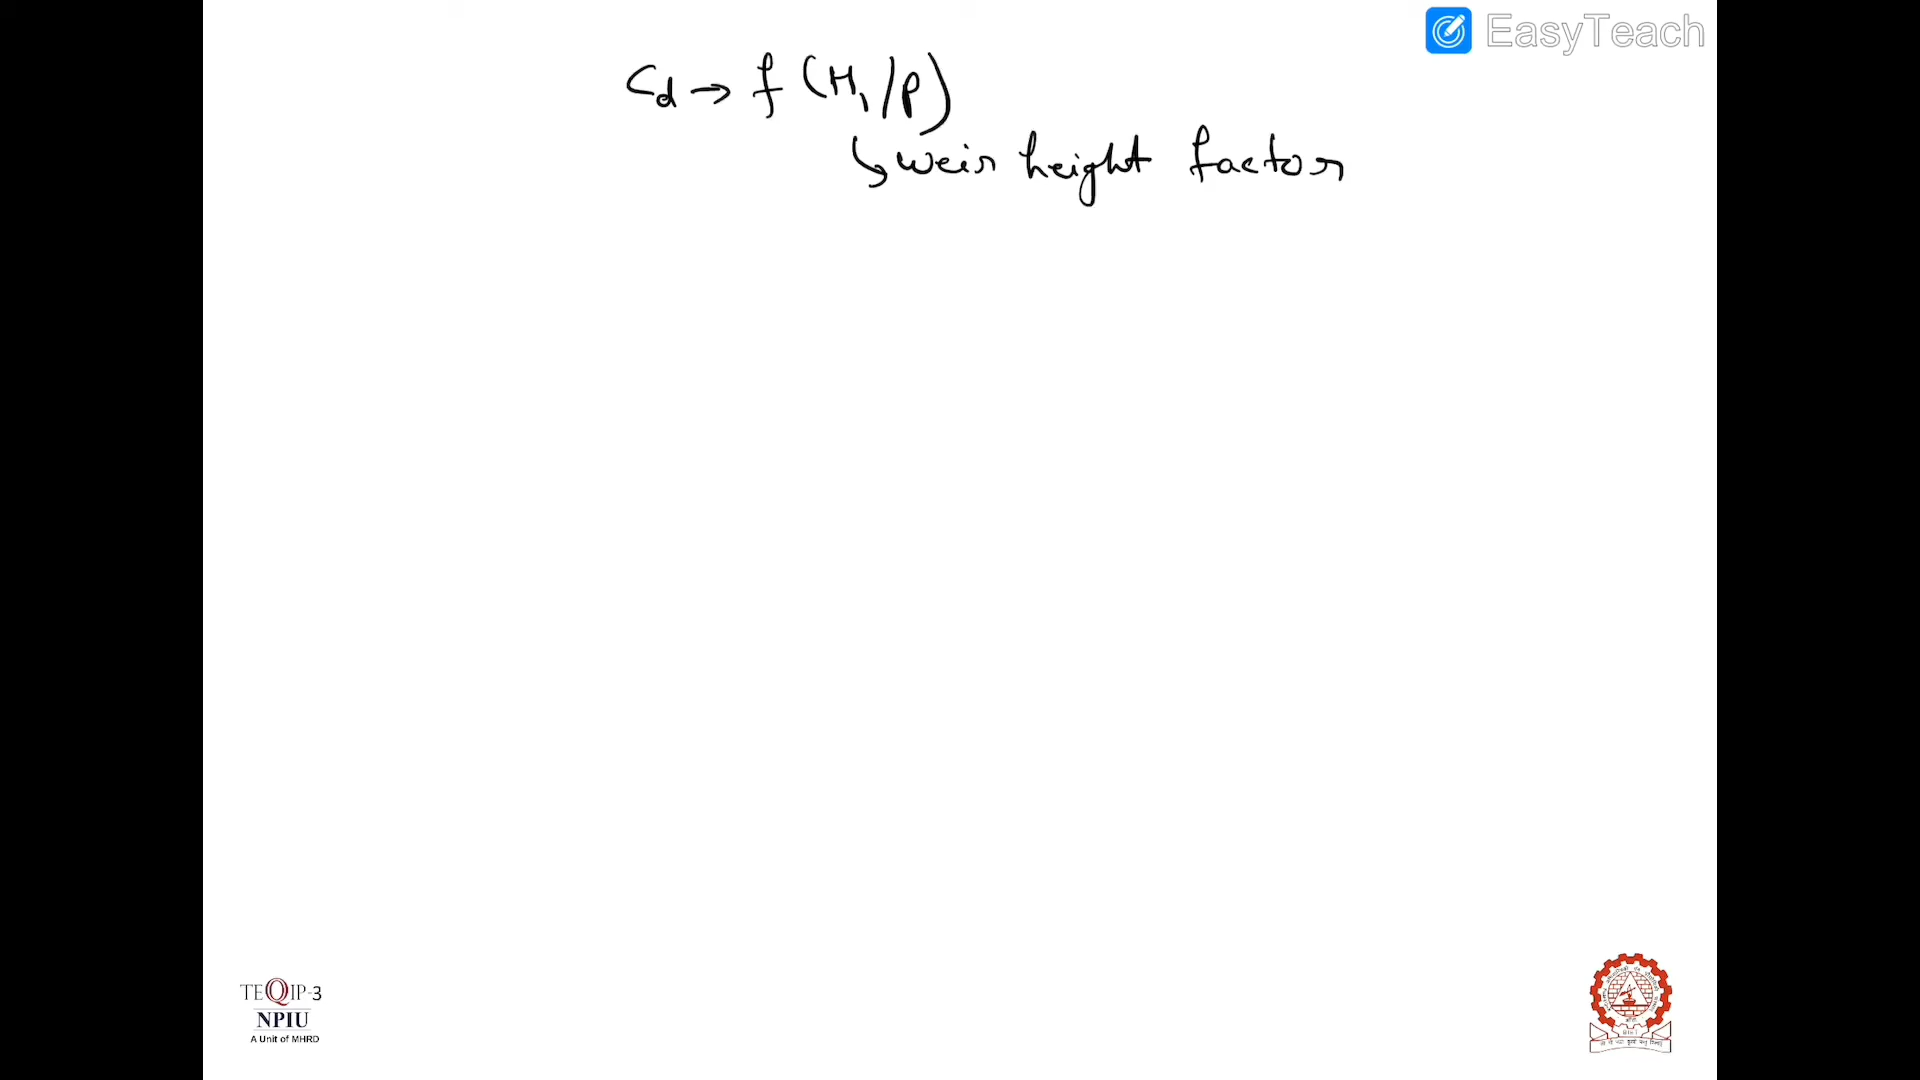 EasyTeach
Cd → f (H₁/P)
↳ weir height factor
TEQIP-3
NPIU
A Unit of MHRD